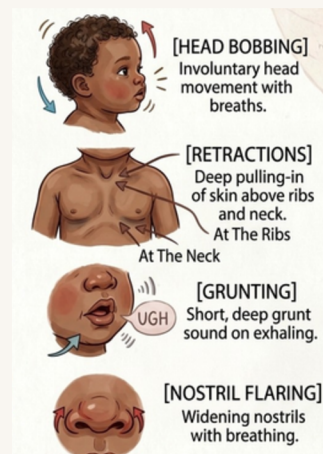 [HEAD BOBBING]
Involuntary head
movement with
breaths.
[RETRACTIONS]
Deep pulling-in
of skin above ribs
and neck.
At The Ribs
At The Neck
[GRUNTING]
UGH
Short, deep grunt
sound on exhaling.
[NOSTRIL FLARING]
Widening nostrils
with breathing.